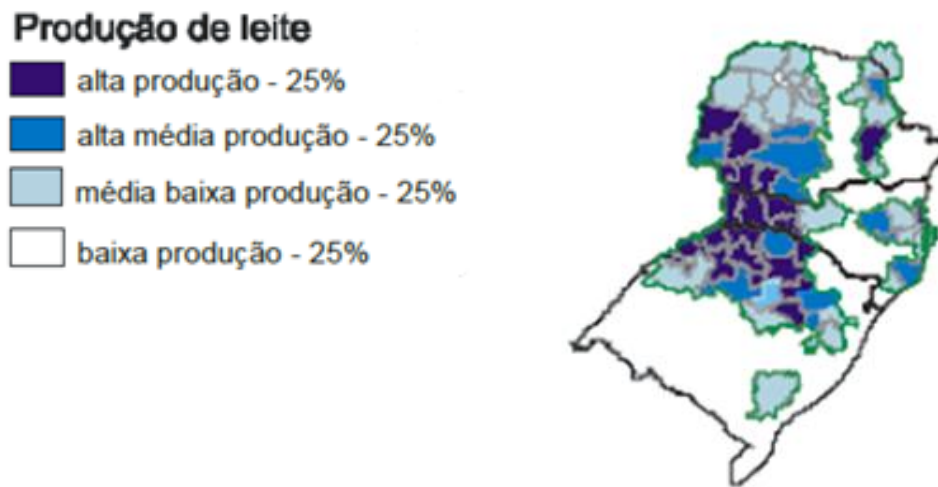 Produção de leite
alta produção - 25%
alta média produção - 25%
média baixa produção - 25%
baixa produção - 25%